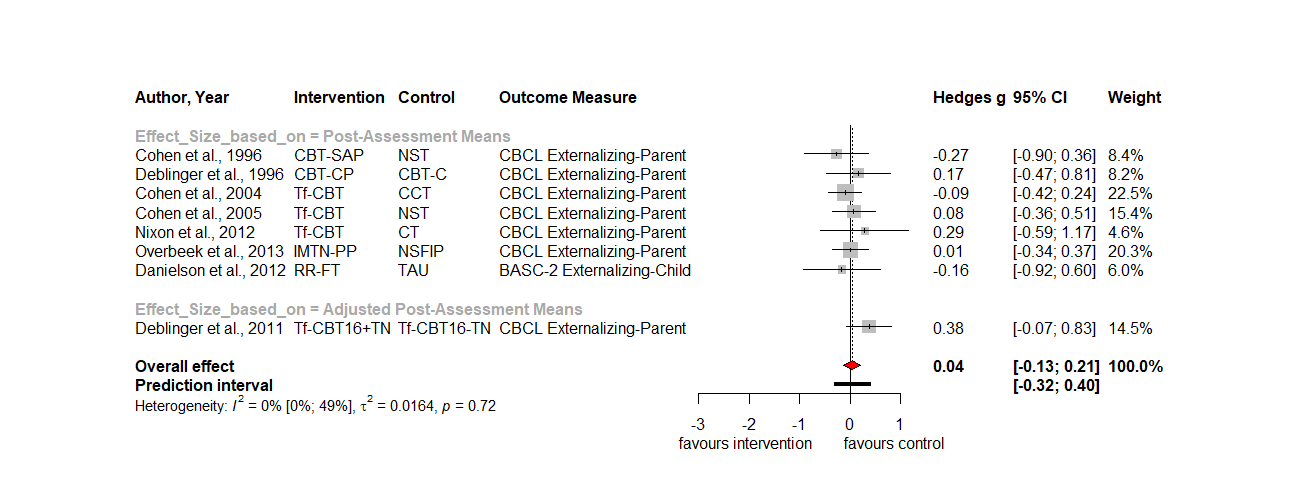 Author, Year Intervention Control Outcome Measure Hedges g 95% CI Weight
Effect_Size_based_on = Post-Assessment Means
Cohen et al., 1996 CBT-SAP NST CBCL Externalizing-Parent -0.27 [-0.90; 0.36] 8.4%
Deblinger et al., 1996 CBT-CP CBT-C CBCL Externalizing-Parent 0.17 [-0.47; 0.81] 8.2%
Cohen et al., 2004 Tf-CBT CCT CBCL Externalizing-Parent -0.09 [-0.42; 0.24] 22.5%
Cohen et al., 2005 Tf-CBT NST CBCL Externalizing-Parent 0.08 [-0.36; 0.51] 15.4%
Nixon et al., 2012 Tf-CBT CT CBCL Externalizing-Parent 0.29 [-0.59; 1.17] 4.6%
Overbeek et al., 2013 IMTN-PP NSFIP CBCL Externalizing-Parent 0.01 [-0.34; 0.37] 20.3%
Danielson et al., 2012 RR-FT TAU BASC-2 Externalizing-Child -0.16 [-0.92; 0.60] 6.0%
Effect_Size_based_on = Adjusted Post-Assessment Means
Deblinger et al., 2011 Tf-CBT16+TN Tf-CBT16-TN CBCL Externalizing-Parent 0.38 [-0.07; 0.83] 14.5%
Overall effect 0.04 [-0.13; 0.21] 100.0%
Prediction interval [-0.32; 0.40]
Heterogeneity: I² = 0% [0%; 49%], τ² = 0.0164, p = 0.72
-3 -2 -1 0 1
favours intervention favours control